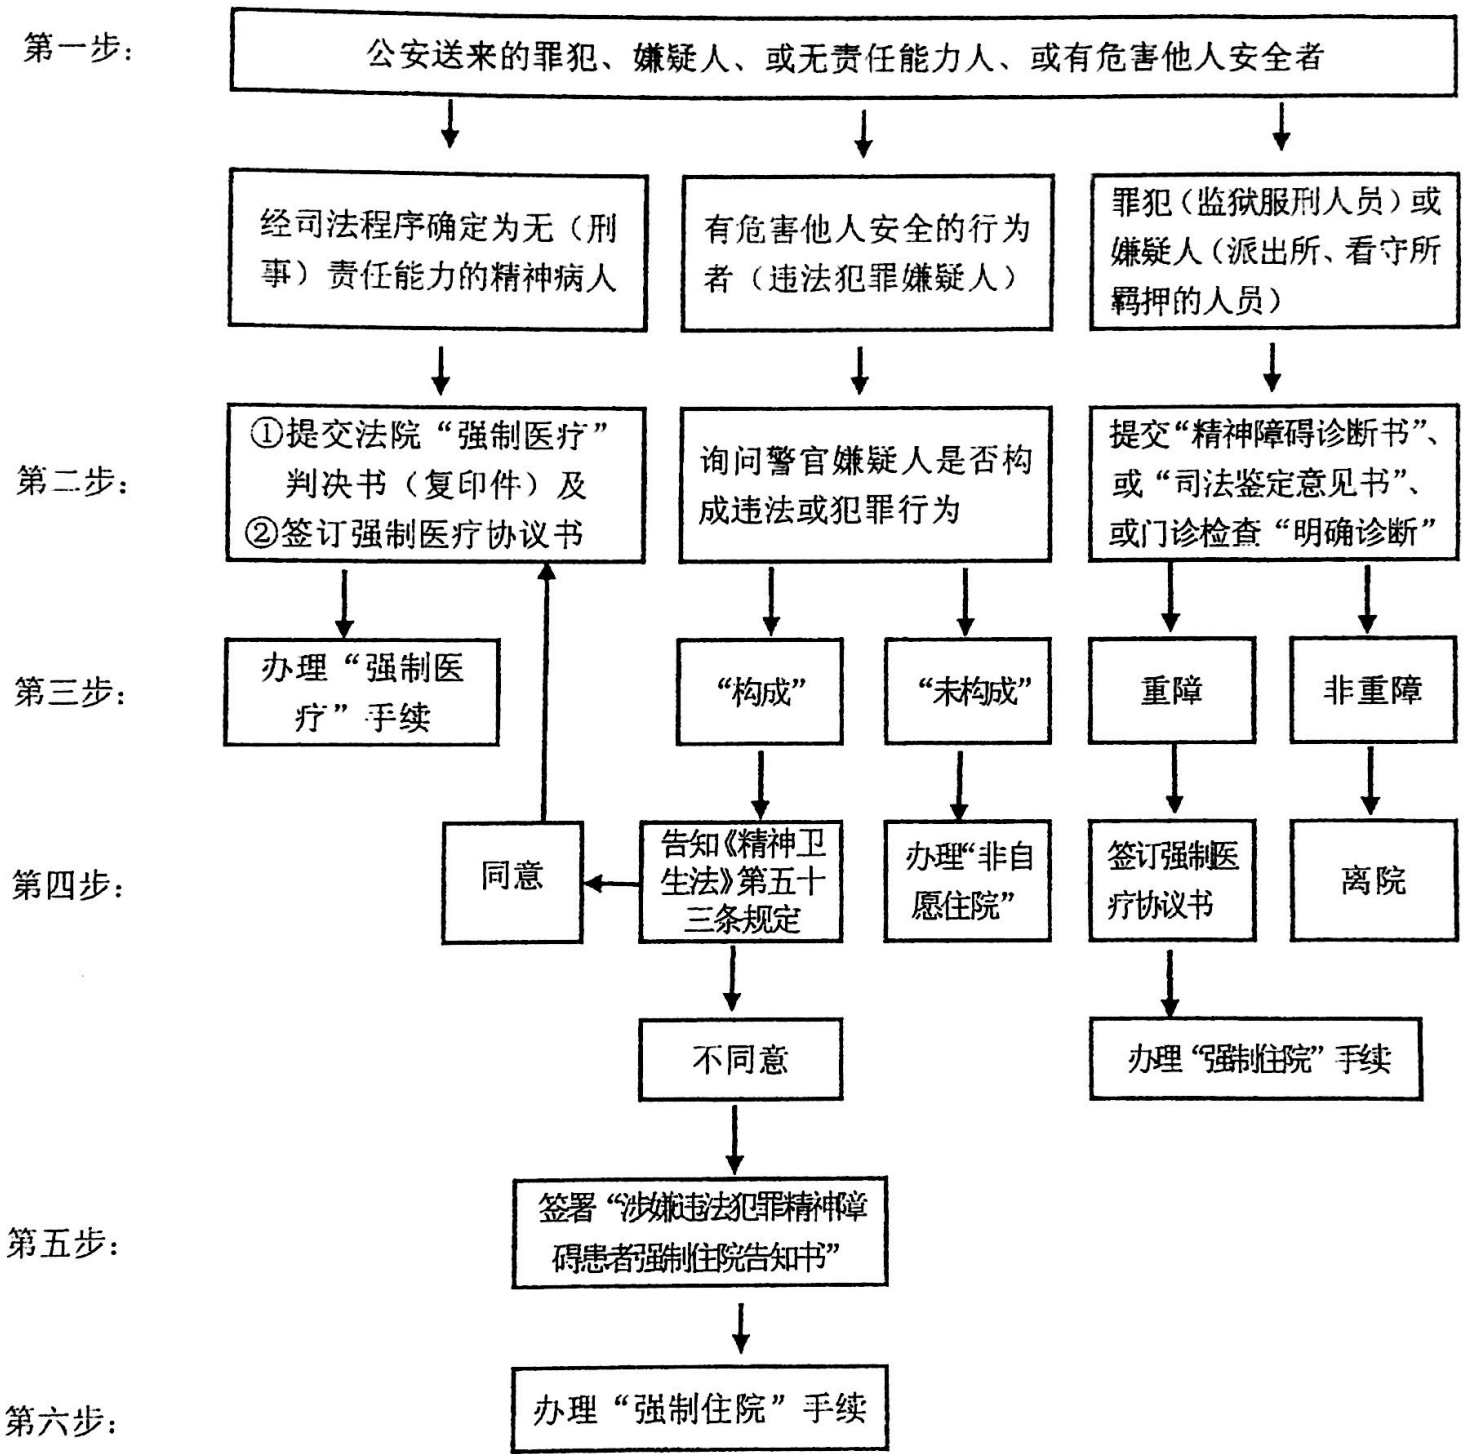 第一步：
公安送来的罪犯、嫌疑人、或无责任能力人、或有危害他人安全者
经司法程序确定为无（刑
事）责任能力的精神病人
有危害他人安全的行为
者（违法犯罪嫌疑人）
罪犯（监狱服刑人员）或
嫌疑人（派出所、看守所
羁押的人员）
第二步：
①提交法院“强制医疗”
判决书（复印件）及
②签订强制医疗协议书
询问警官嫌疑人是否构
成违法或犯罪行为
提交“精神障碍诊断书”、
或“司法鉴定意见书”、
或门诊检查“明确诊断”
第三步：
办理“强制医
疗”手续
“构成”
“未构成”
重障
非重障
第四步：
同意
告知《精神卫
生法》第五十
三条规定
办理“非自
愿住院”
签订强制医
疗协议书
离院
不同意
办理“强制住院”手续
第五步：
签署“涉嫌违法犯罪精神障
碍患者强制住院告知书”
第六步：
办理“强制住院”手续